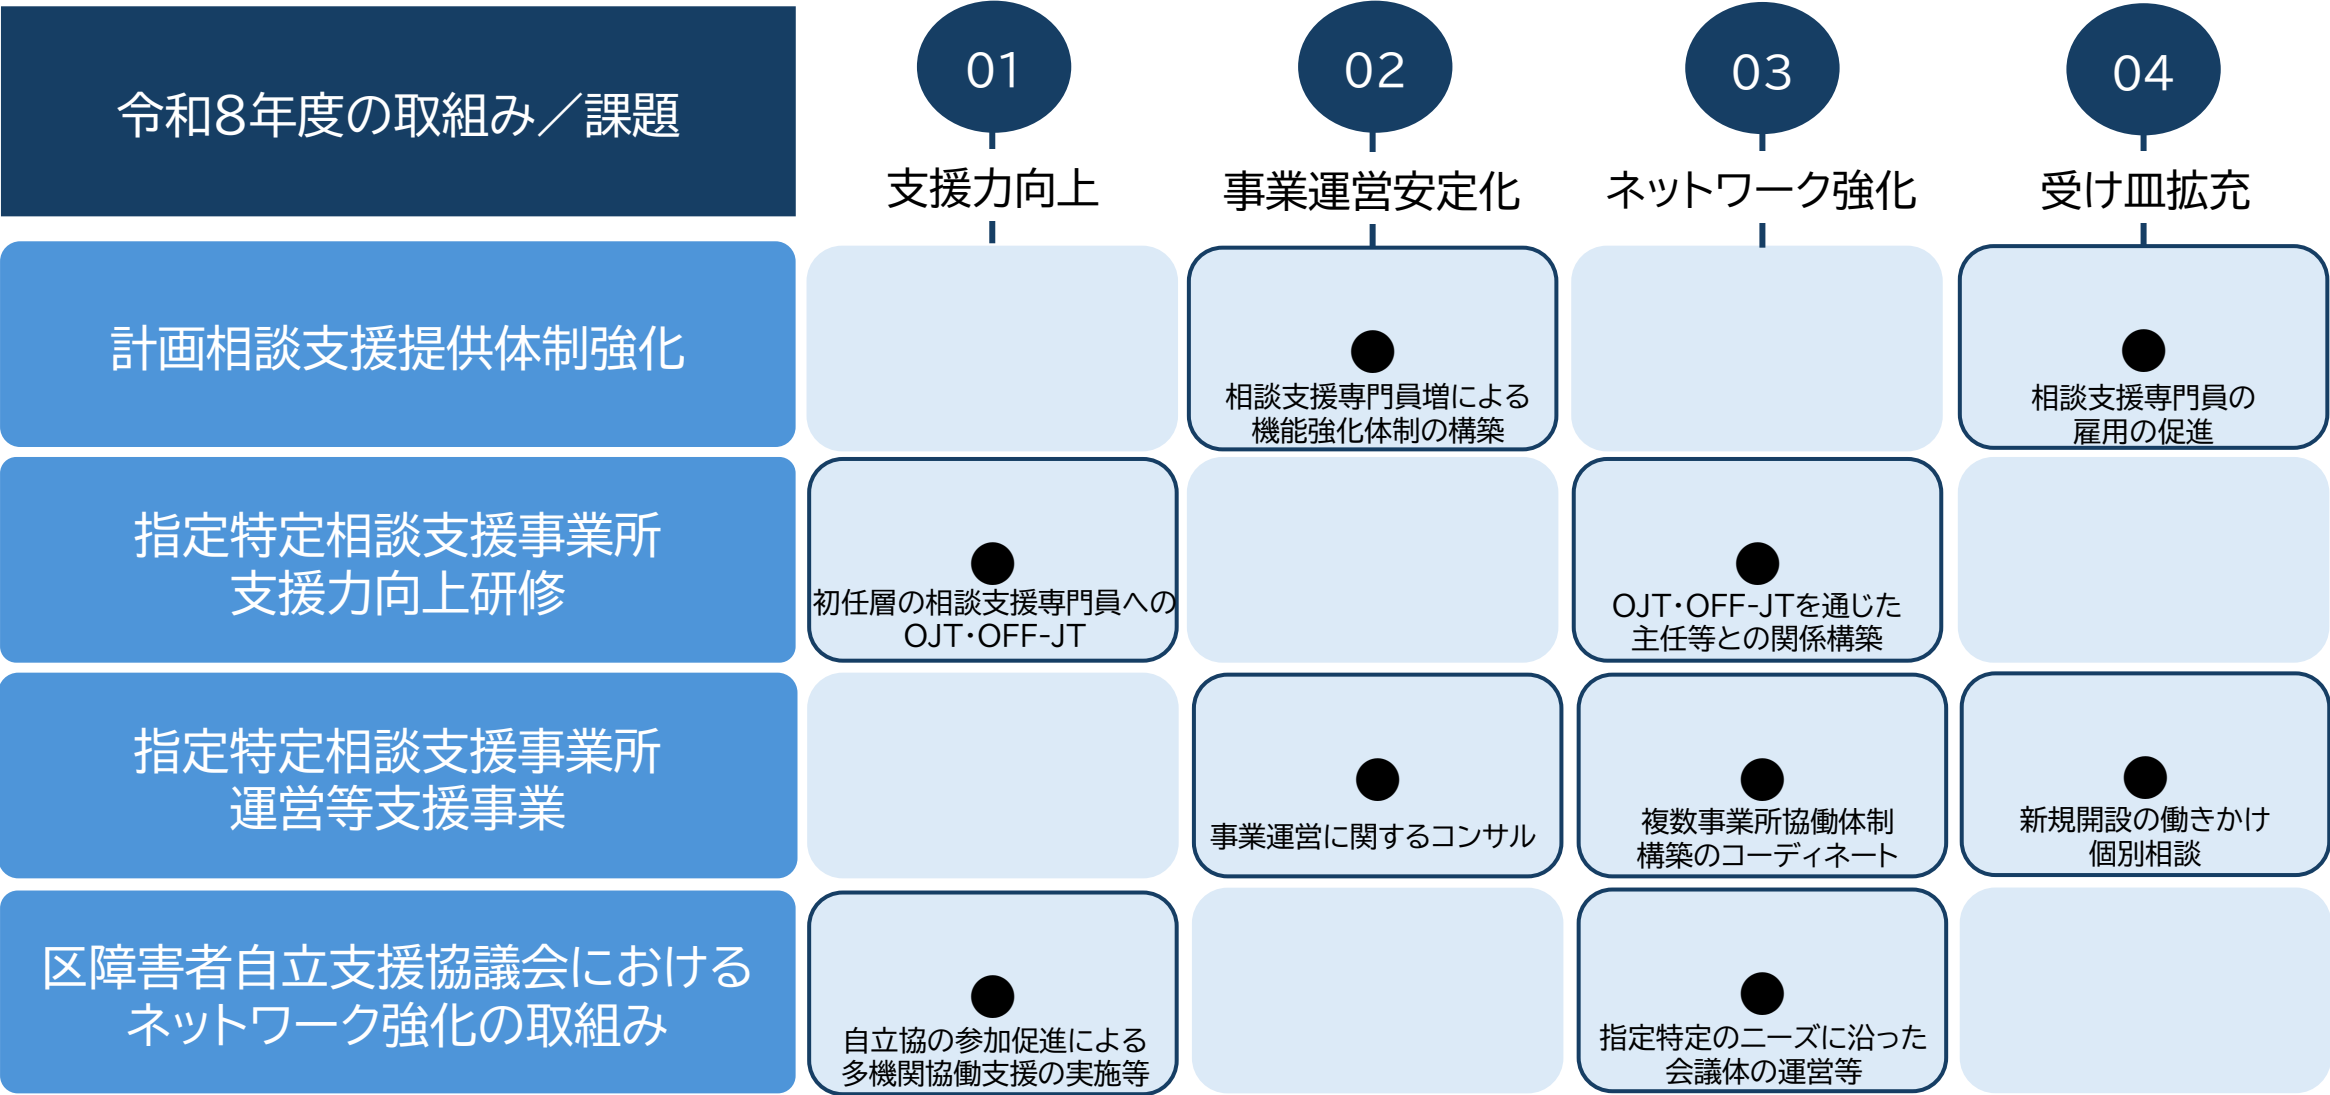 令和8年度の取組み／課題
01
02
03
04
支援力向上
事業運営安定化
ネットワーク強化
受け皿拡充
計画相談支援提供体制強化
相談支援専門員増による
機能強化体制の構築
相談支援専門員の
雇用の促進
指定特定相談支援事業所
支援力向上研修
初任層の相談支援専門員への
OJT・OFF-JT
OJT・OFF-JTを通じた
主任等との関係構築
指定特定相談支援事業所
運営等支援事業
事業運営に関するコンサル
複数事業所協働体制
構築のコーディネート
新規開設の働きかけ
個別相談
区障害者自立支援協議会における
ネットワーク強化の取組み
自立協の参加促進による
多機関協働支援の実施等
指定特定のニーズに沿った
会議体の運営等